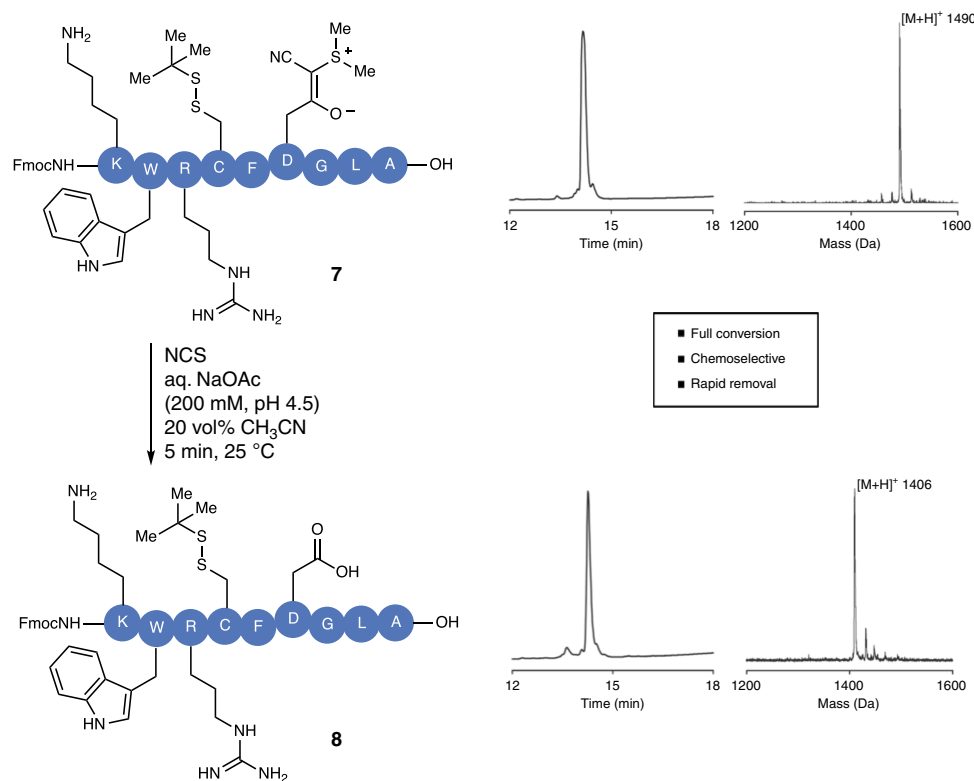 NH2
Me
Me
Me
S
S
NC
Me
S+
Me
O−
FmocNH
K
W
R
C
F
D
G
L
A
OH
HN
NH
HN
NH2
7
[M+H]+ 1490
12
15
18
Time (min)
1200
1400
1600
Mass (Da)
NCS
aq. NaOAc
(200 mM, pH 4.5)
20 vol% CH3CN
5 min, 25 °C
■ Full conversion
■ Chemoselective
■ Rapid removal
NH2
Me
Me
Me
S
S
O
OH
FmocNH
K
W
R
C
F
D
G
L
A
OH
HN
NH
HN
NH2
8
[M+H]+ 1406
12
15
18
Time (min)
1200
1400
1600
Mass (Da)